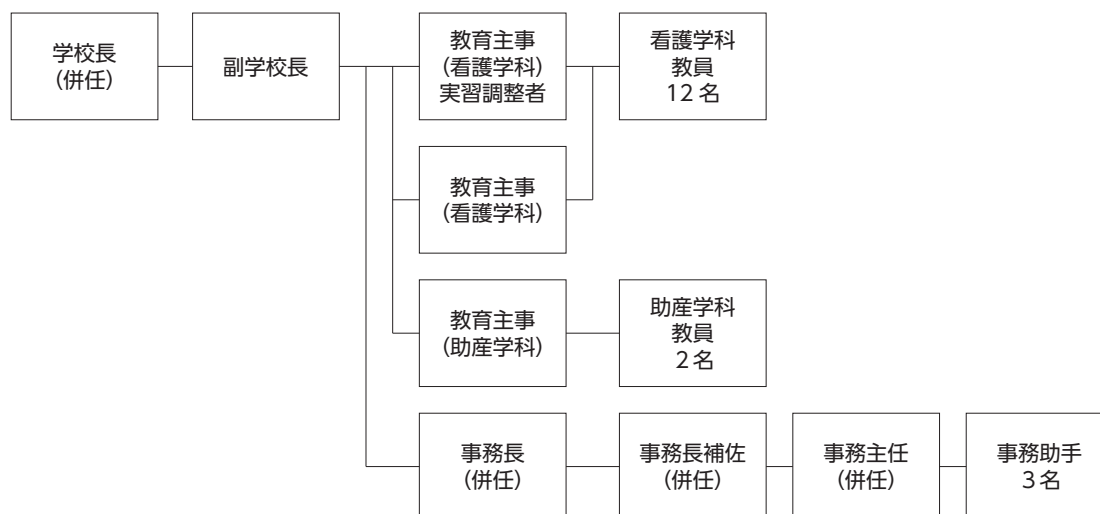 学校長
(併任)
副学校長
教育主事
(看護学科)
実習調整者
看護学科
教員
12名
教育主事
(看護学科)
教育主事
(助産学科)
助産学科
教員
2名
事務長
(併任)
事務長補佐
(併任)
事務主任
(併任)
事務助手
3名